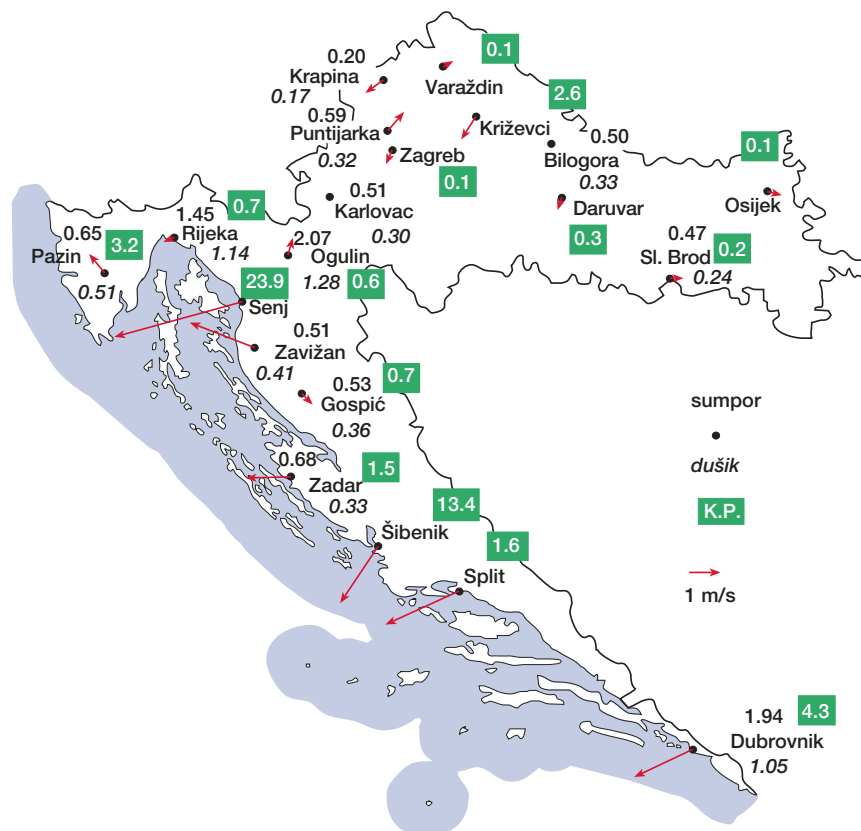 0.20
Krapina
0.17
0.1
Varaždin
0.59
Puntijarka
0.32
2.6
Križevci
Zagreb
0.1
0.50
Bilogora
0.33
Daruvar
0.3
0.1
Osijek
0.51
Karlovac
0.30
0.47
Sl. Brod
0.2
0.24
0.7
1.45
Rijeka
1.14
0.65
Pazin
3.2
0.51
2.07
Ogulin
1.28
0.6
23.9
Senj
0.51
Zavižan
0.41
0.53
Gospić
0.36
0.7
0.68
Zadar
0.33
1.5
13.4
Šibenik
1.6
Split
1.94
Dubrovnik
1.05
4.3
sumpor
dušik
K.P.
1 m/s